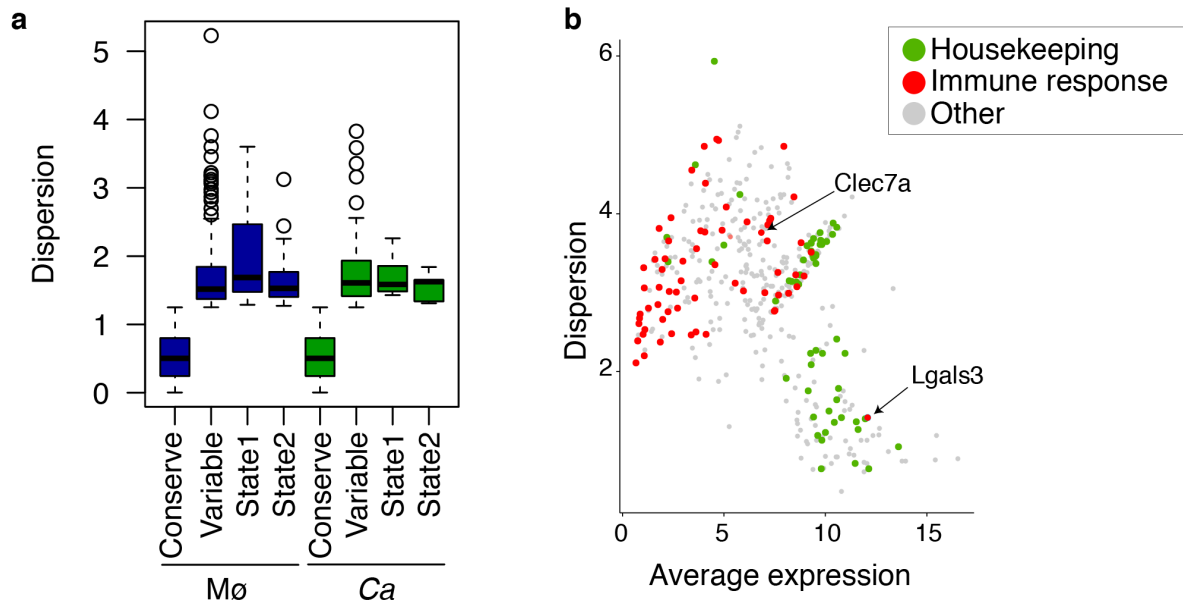 a
Dispersion
5
4
3
2
1
0
Conserve
Variable
State1
State2
Conserve
Variable
State1
State2
Mø
Ca
b
Housekeeping
Immune response
Other
Dispersion
6
4
2
Clec7a
Lgals3
0
5
10
15
Average expression